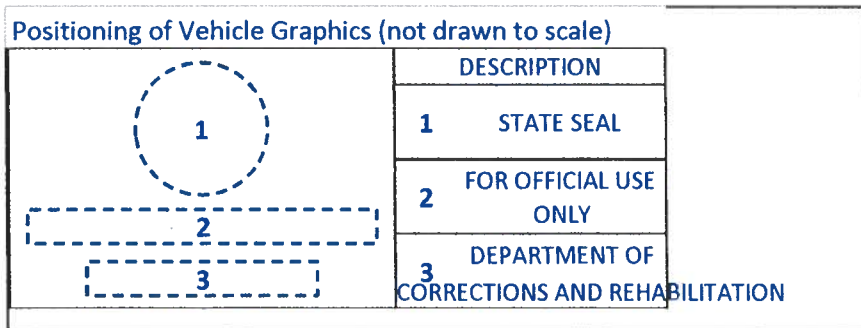 Positioning of Vehicle Graphics (not drawn to scale)
1
2
3
DESCRIPTION
1 STATE SEAL
2 FOR OFFICIAL USE
ONLY
3 DEPARTMENT OF
CORRECTIONS AND REHABILITATION